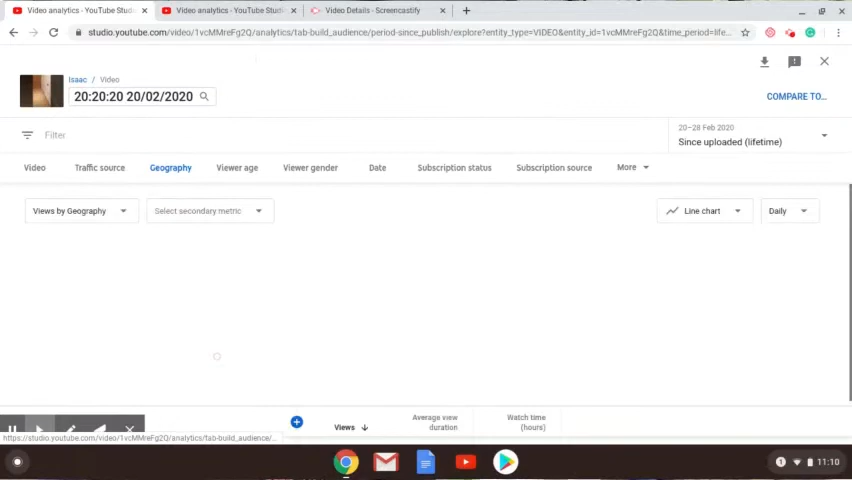 Video analytics - YouTube Studi
Video analytics - YouTube Studi
Video Details - Screencastify
studio.youtube.com/video/1vcMMreFg2Q/analytics/tab-build_audience/period-since_publish/explore?entity_type=VIDEO&entity_id=1vcMMreFg2Q&time_period=life...
Isaac / Video
20:20:20 20/02/2020
COMPARE TO...
Filter
20–28 Feb 2020
Since uploaded (lifetime)
Video Traffic source Geography Viewer age Viewer gender Date Subscription status Subscription source More
Views by Geography Select secondary metric Line chart Daily
Views
Average view
duration
Watch time
(hours)
https://studio.youtube.com/video/1vcMMreFg2Q/analytics/tab-build_audience/...
1 11:10